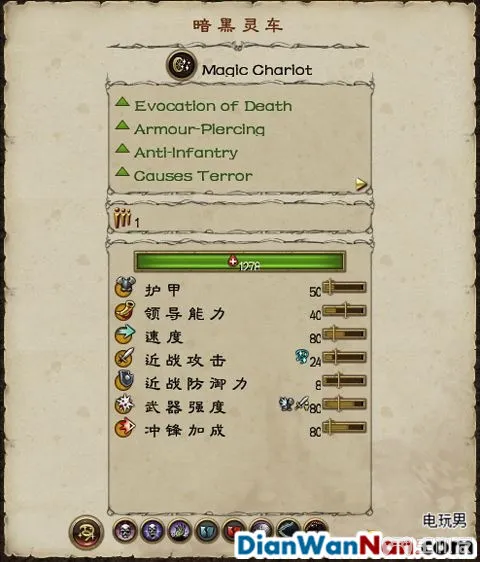 暗黑灵车
Magic Chariot
Evocation of Death
Armour-Piercing
Anti-Infantry
Causes Terror
1
1278
护甲 50
领导能力 40
速度 80
近战攻击 24
近战防御力 8
武器强度 80
冲锋加成 80
电玩男
DianWanNan.com